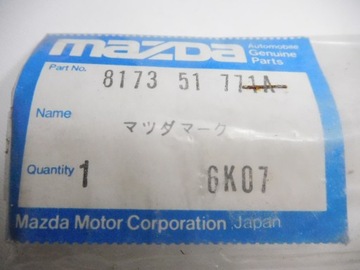 mazda Automobile Genuine Parts
Part No. 8173 51 771A
Name マツダマーク
Quantity 1 6K07
Mazda Motor Corporation Japan